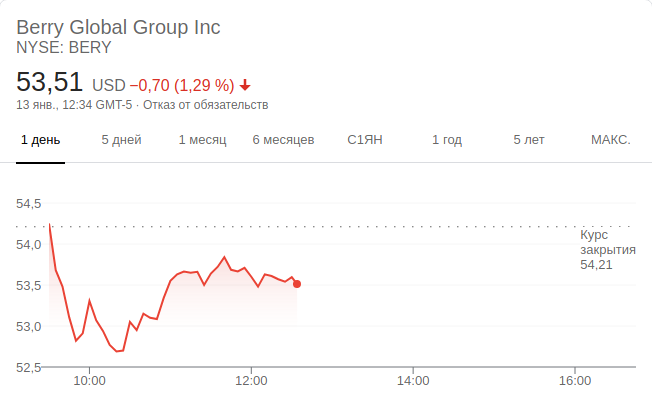 Berry Global Group Inc
NYSE: BERY
53,51 USD −0,70 (1,29 %)
13 янв., 12:34 GMT-5 · Отказ от обязательств
1 день 5 дней 1 месяц 6 месяцев С1ЯН 1 год 5 лет МАКС.
54,5
Курс
закрытия
54,21
54,0
53,5
53,0
52,5
10:00 12:00 14:00 16:00